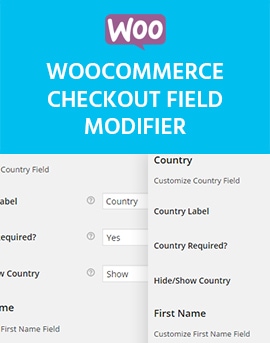 WOO
WOOCOMMERCE
CHECKOUT FIELD
MODIFIER
Country Field
Label
Country
Required?
Yes
Country
Show
First Name Field
Country
Customize Country Field
Country Label
Country Required?
Hide/Show Country
First Name
Customize First Name Field